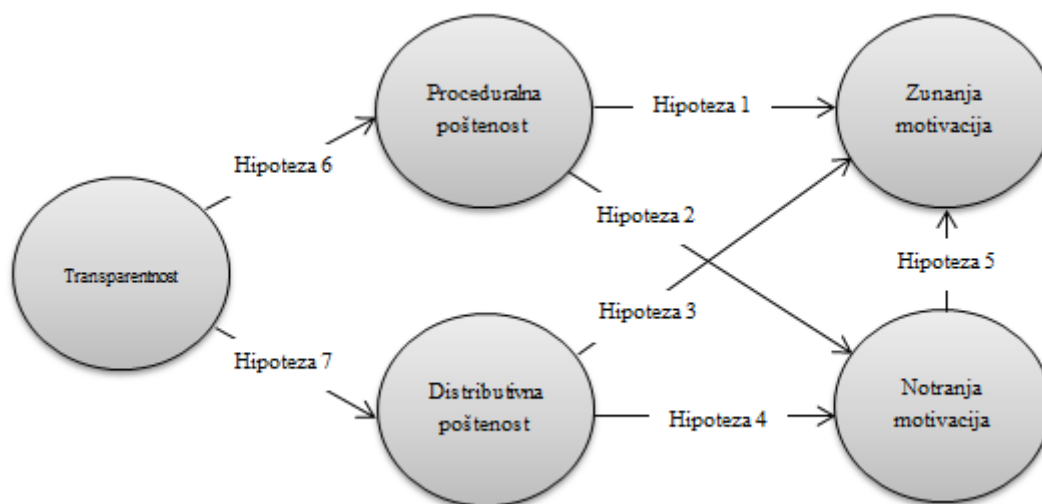 Proceduralna
poštenost
Hipoteza 1
Zunanja
motivacija
Hipoteza 6
Hipoteza 2
Transparentnost
Hipoteza 5
Hipoteza 3
Hipoteza 7
Distributivna
poštenost
Hipoteza 4
Notranja
motivacija